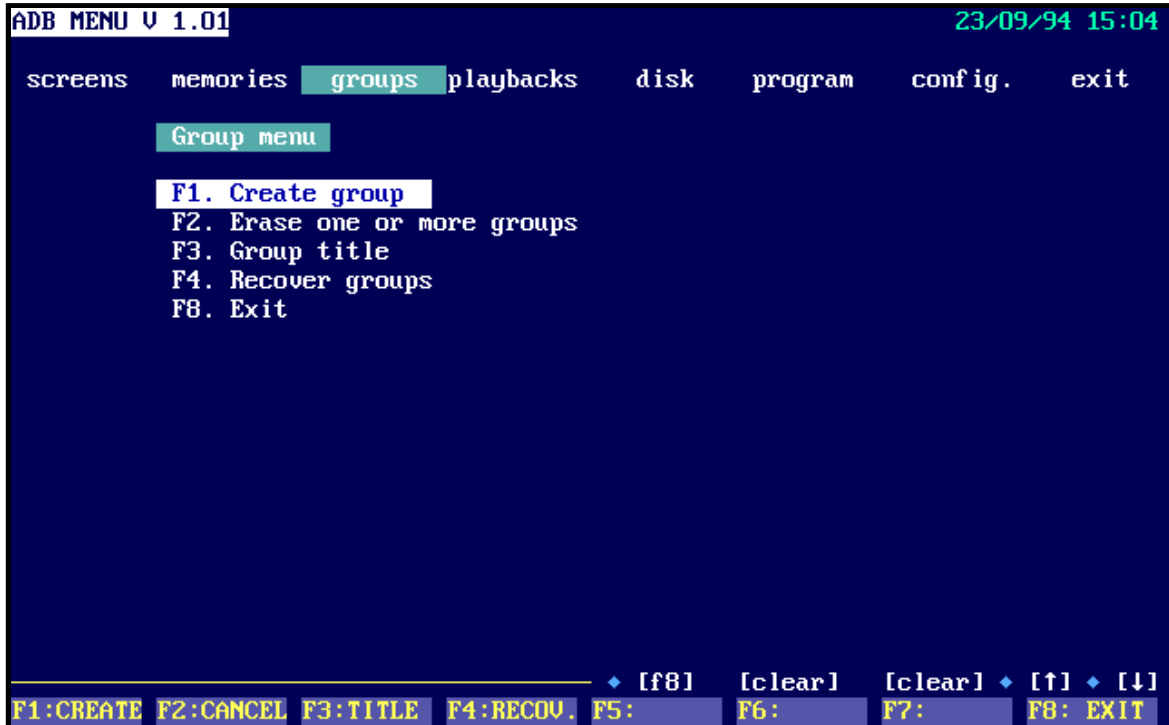 ADB MENU V 1.01 23/09/94 15:04
screens memories groups playbacks disk program config. exit
Group menu
F1. Create group
F2. Erase one or more groups
F3. Group title
F4. Recover groups
F8. Exit
◆ [f8] [clear] [clear] ◆ [↑] ◆ [↓]
F1:CREATE F2:CANCEL F3:TITLE F4:RECOV. F5: F6: F7: F8: EXIT